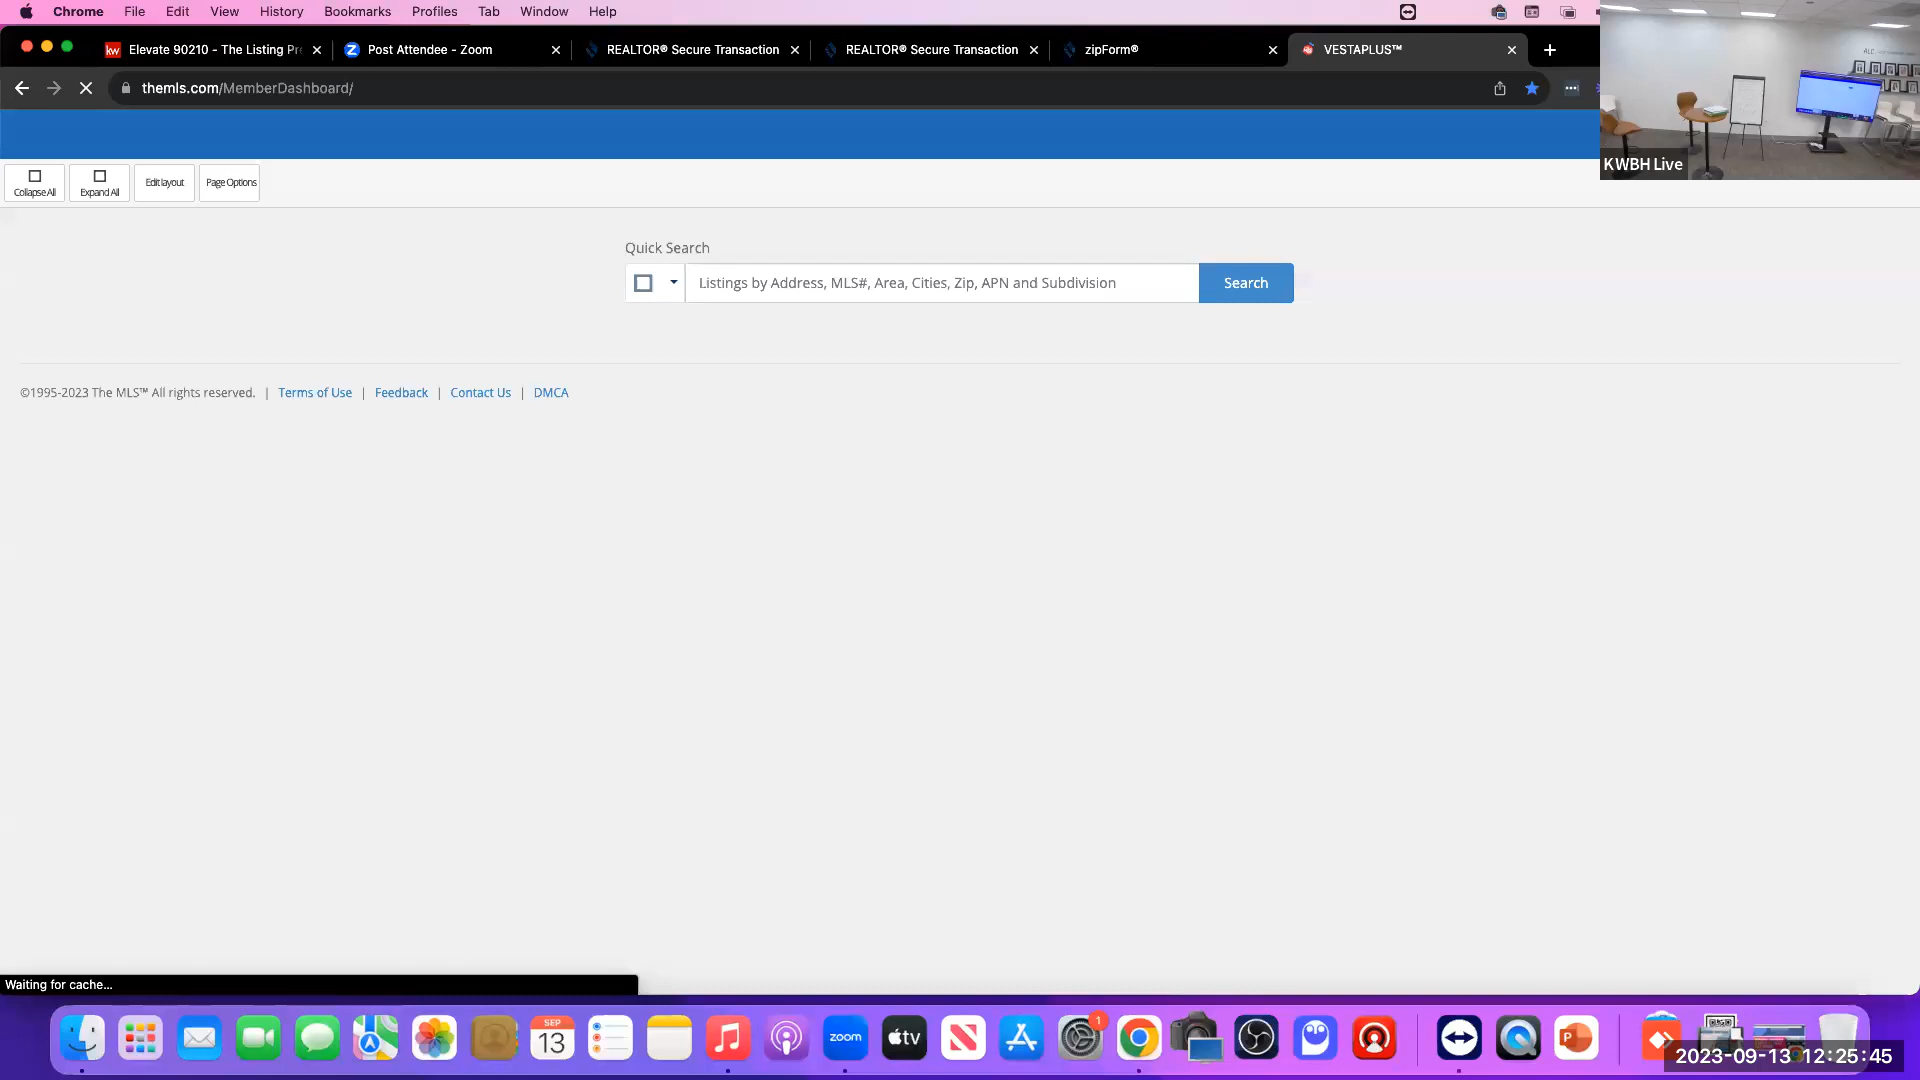 Chrome File Edit View History Bookmarks Profiles Tab Window Help
Elevate 90210 - The Listing Pr
Post Attendee - Zoom
REALTOR® Secure Transaction
REALTOR® Secure Transaction
zipForm®
VESTAPLUS™
themls.com/MemberDashboard/
KWBH Live
Collapse All
Expand All
Edit layout
Page Options
Quick Search
Listings by Address, MLS#, Area, Cities, Zip, APN and Subdivision
Search
©1995-2023 The MLS™ All rights reserved. | Terms of Use | Feedback | Contact Us | DMCA
Waiting for cache...
SEP
13
zoom
tv
1
2023-09-13 12:25:45